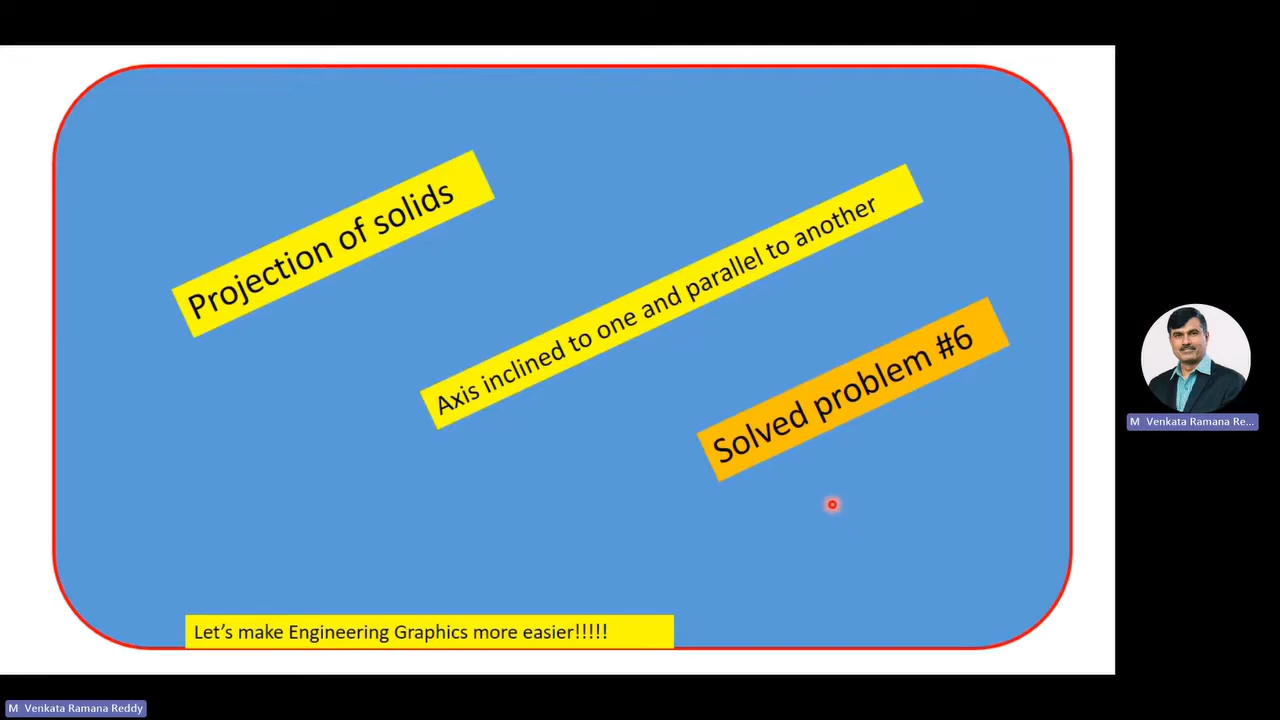 Projection of solids
Axis inclined to one and parallel to another
Solved problem #6
Let's make Engineering Graphics more easier!!!!!
M Venkata Ramana Re...
M Venkata Ramana Reddy